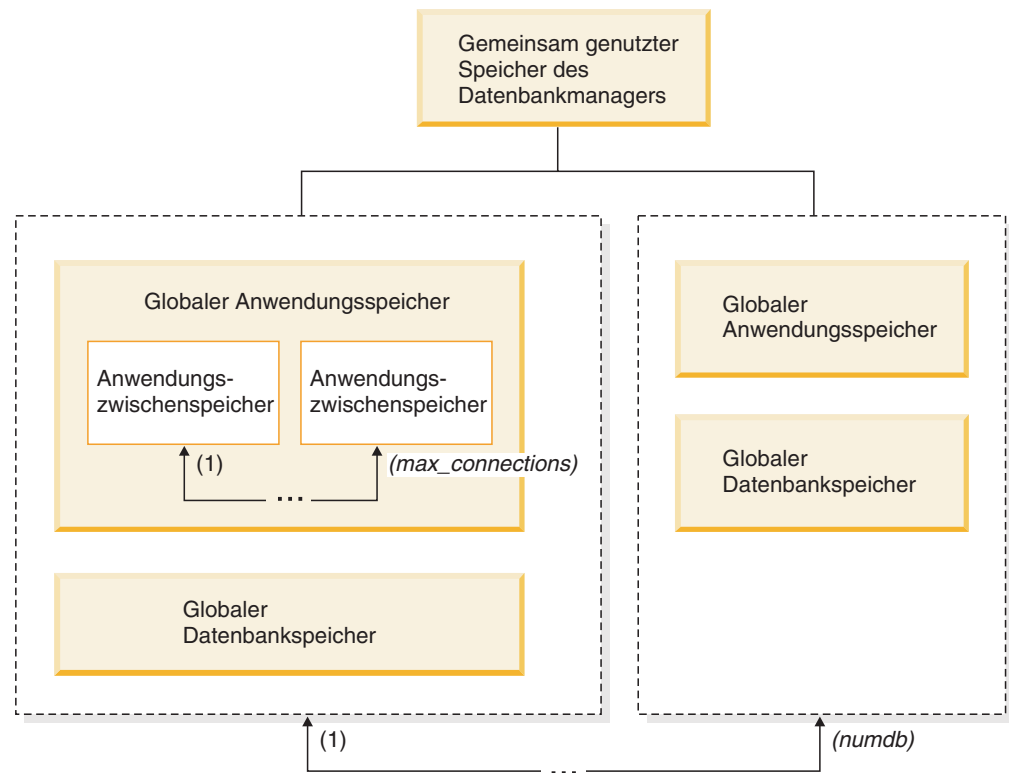 Gemeinsam genutzter
Speicher des
Datenbankmanagers
Globaler Anwendungsspeicher
Anwendungs-
zwischenspeicher
Anwendungs-
zwischenspeicher
(1)
(max_connections)
...
Globaler
Datenbankspeicher
Globaler
Anwendungsspeicher
Globaler
Datenbankspeicher
(1)
(numdb)
...